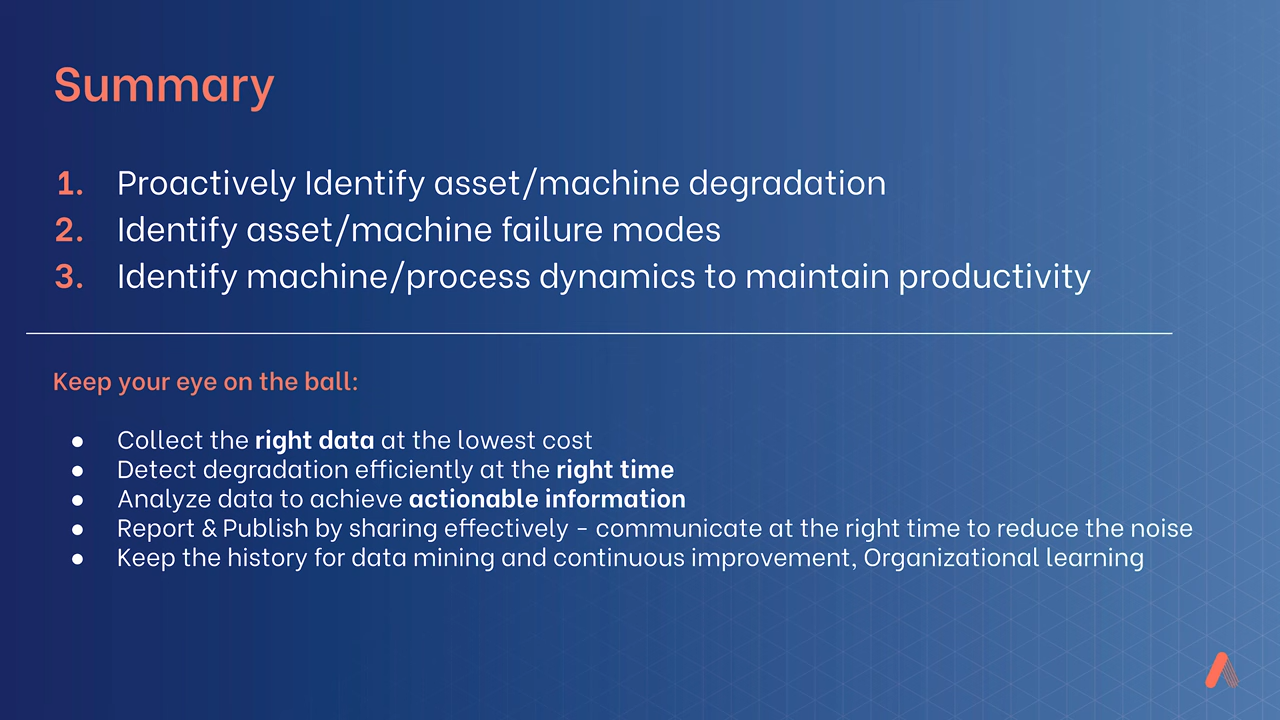 Summary
1. Proactively Identify asset/machine degradation
2. Identify asset/machine failure modes
3. Identify machine/process dynamics to maintain productivity
Keep your eye on the ball:
● Collect the right data at the lowest cost
● Detect degradation efficiently at the right time
● Analyze data to achieve actionable information
● Report & Publish by sharing effectively - communicate at the right time to reduce the noise
● Keep the history for data mining and continuous improvement, Organizational learning